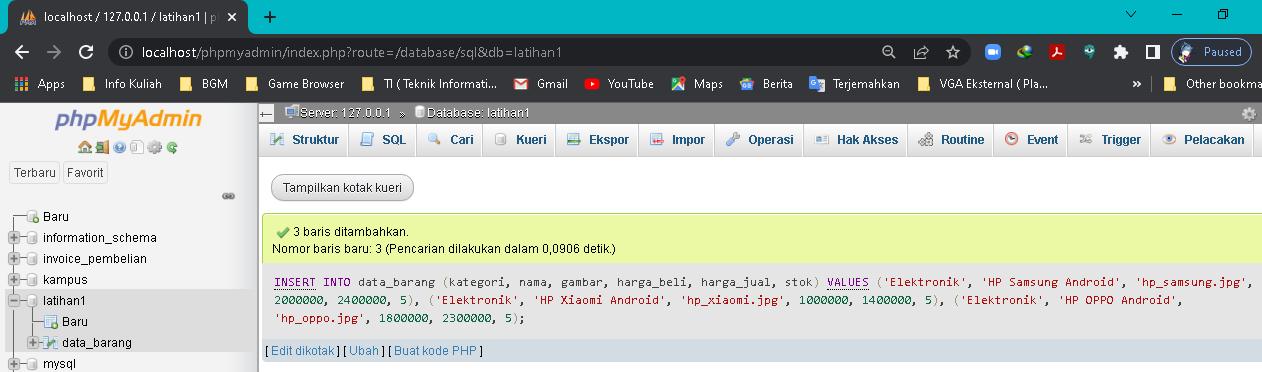 localhost / 127.0.0.1 / latihan1 | p
localhost/phpmyadmin/index.php?route=/database/sql&db=latihan1
Paused
Apps Info Kuliah BGM Game Browser TI ( Teknik Informati... Gmail YouTube Maps Berita Terjemahkan VGA Eksternal ( Pla... » Other bookma
phpMyAdmin
Terbaru Favorit
Baru
information_schema
invoice_pembelian
kampus
latihan1
Baru
data_barang
mysql
Server: 127.0.0.1 » Database: latihan1
Struktur SQL Cari Kueri Ekspor Impor Operasi Hak Akses Routine Event Trigger Pelacakan
Tampilkan kotak kueri
3 baris ditambahkan.
Nomor baris baru: 3 (Pencarian dilakukan dalam 0,0906 detik.)
INSERT INTO data_barang (kategori, nama, gambar, harga_beli, harga_jual, stok) VALUES ('Elektronik', 'HP Samsung Android', 'hp_samsung.jpg',
2000000, 2400000, 5), ('Elektronik', 'HP Xiaomi Android', 'hp_xiaomi.jpg', 1000000, 1400000, 5), ('Elektronik', 'HP OPPO Android',
'hp_oppo.jpg', 1800000, 2300000, 5);
[ Edit dikotak ] [ Ubah ] [ Buat kode PHP ]